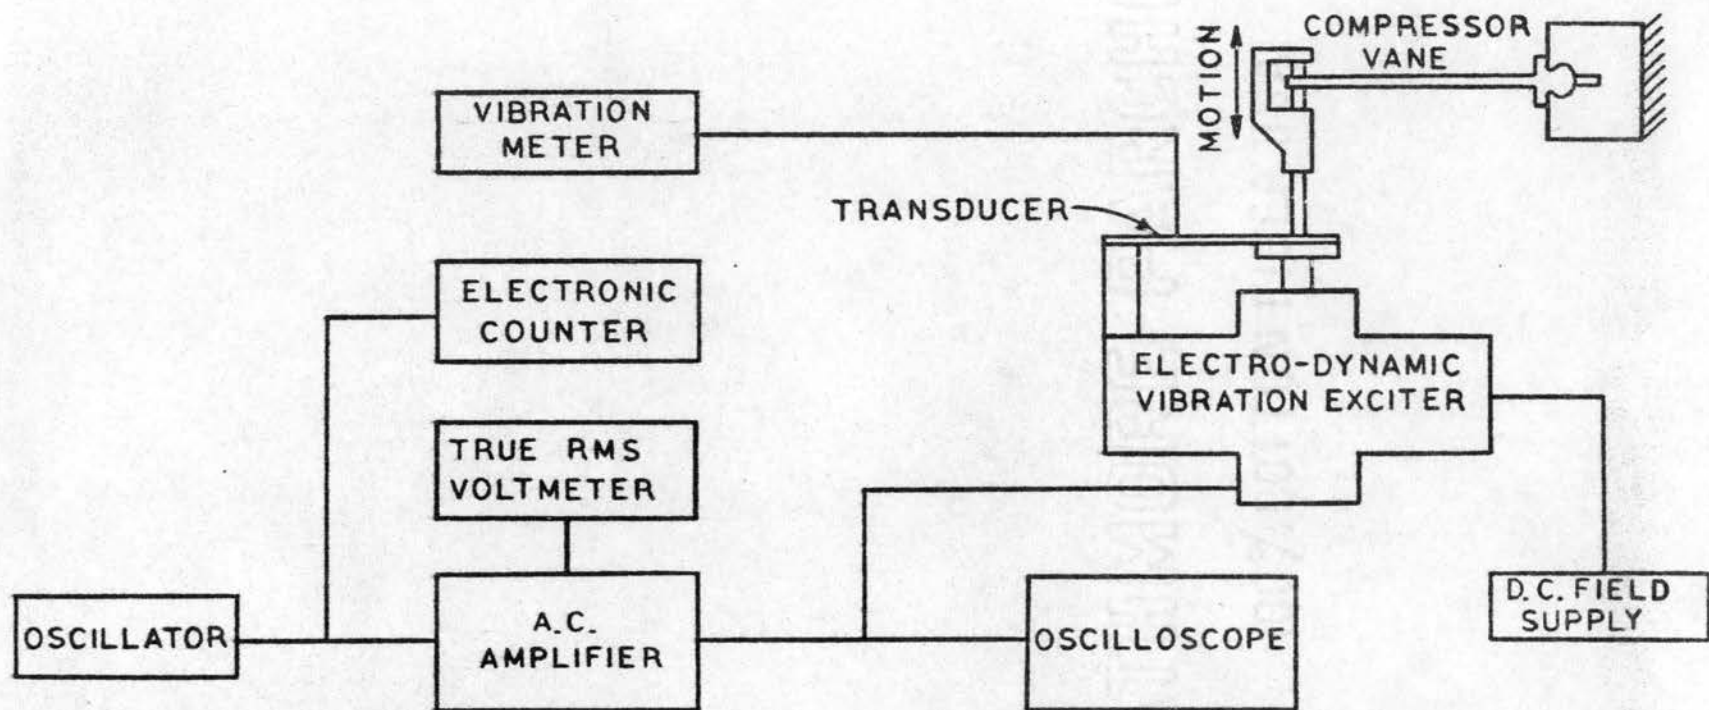 COMPRESSOR
VANE
MOTION
VIBRATION
METER
TRANSDUCER
ELECTRONIC
COUNTER
ELECTRO-DYNAMIC
VIBRATION EXCITER
TRUE RMS
VOLTMETER
OSCILLATOR
A.C.
AMPLIFIER
OSCILLOSCOPE
D.C. FIELD
SUPPLY